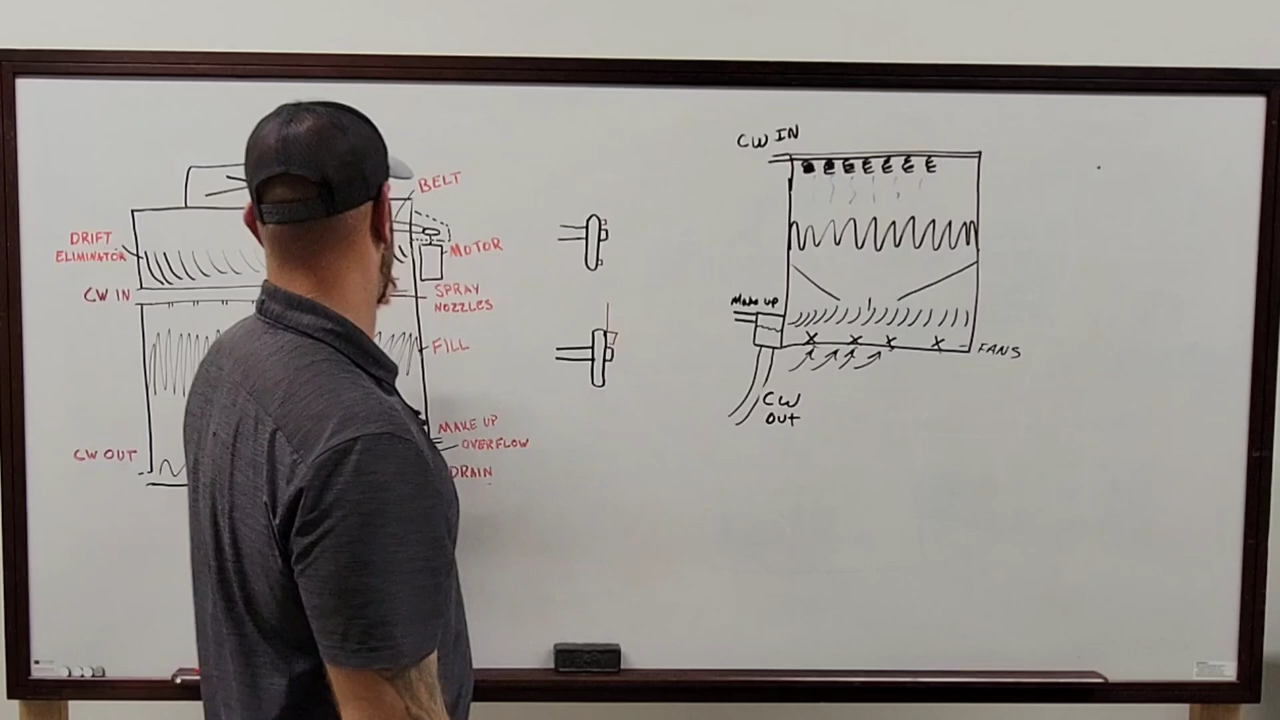 BELT
DRIFT
ELIMINATOR
MOTOR
CW IN
SPRAY
NOZZLES
FILL
MAKE UP
OVERFLOW
CW OUT
DRAIN
CW IN
Make up
FANS
CW
OUT